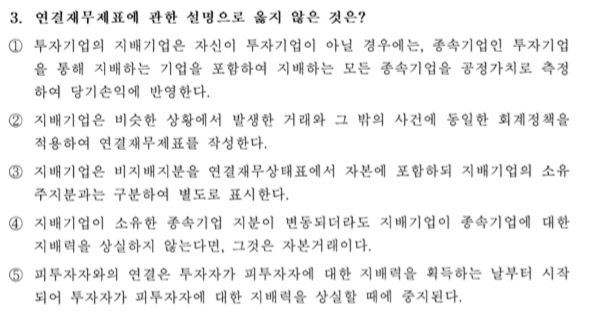 3. 연결재무제표에 관한 설명으로 옳지 않은 것은?
① 투자기업의 지배기업은 자신이 투자기업이 아닐 경우에는, 종속기업인 투자기업
을 통해 지배하는 기업을 포함하여 지배하는 모든 종속기업을 공정가치로 측정
하여 당기손익에 반영한다.
② 지배기업은 비슷한 상황에서 발생한 거래와 그 밖의 사건에 동일한 회계정책을
적용하여 연결재무제표를 작성한다.
③ 지배기업은 비지배지분을 연결재무상태표에서 자본에 포함하되 지배기업의 소유
주지분과는 구분하여 별도로 표시한다.
④ 지배기업이 소유한 종속기업 지분이 변동되더라도 지배기업이 종속기업에 대한
지배력을 상실하지 않는다면, 그것은 자본거래이다.
⑤ 피투자자와의 연결은 투자자가 피투자자에 대한 지배력을 획득하는 날부터 시작
되어 투자자가 피투자자에 대한 지배력을 상실할 때에 중지된다.